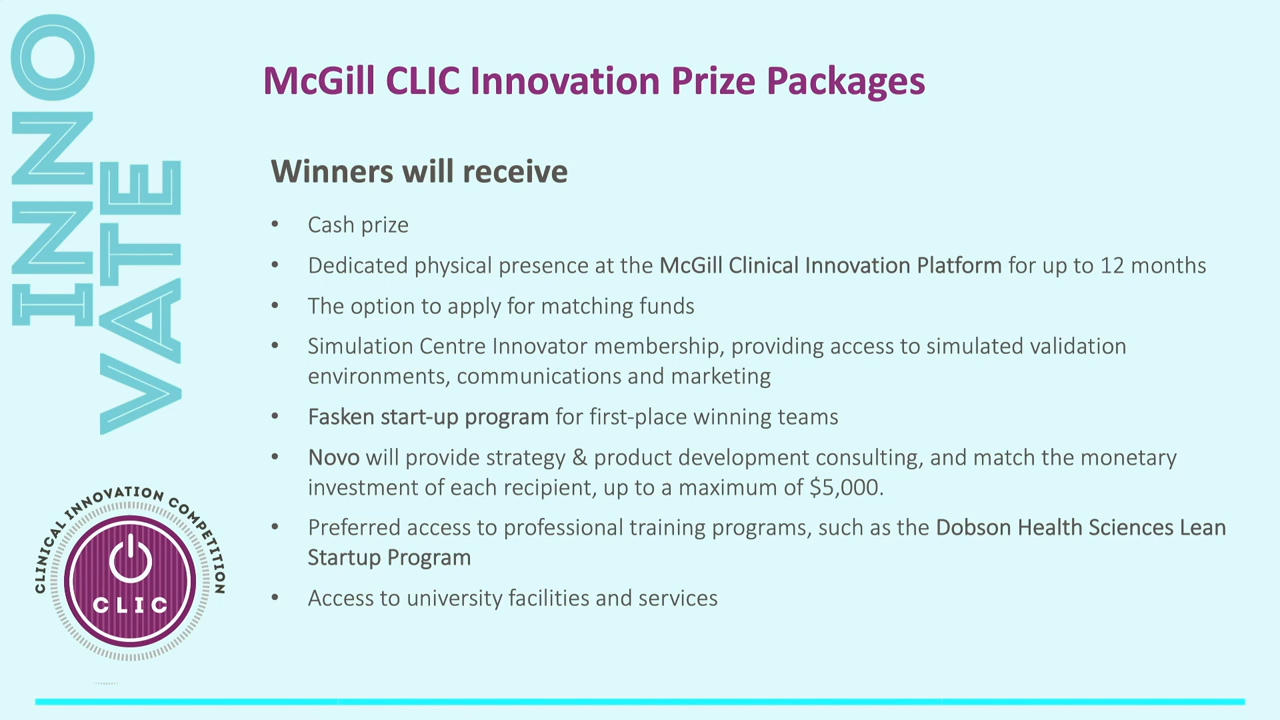 INNO
VATE
McGill CLIC Innovation Prize Packages
Winners will receive
• Cash prize
• Dedicated physical presence at the McGill Clinical Innovation Platform for up to 12 months
• The option to apply for matching funds
• Simulation Centre Innovator membership, providing access to simulated validation
environments, communications and marketing
• Fasken start-up program for first-place winning teams
• Novo will provide strategy & product development consulting, and match the monetary
investment of each recipient, up to a maximum of $5,000.
• Preferred access to professional training programs, such as the Dobson Health Sciences Lean
Startup Program
• Access to university facilities and services
CLINICAL INNOVATION COMPETITION
CLIC